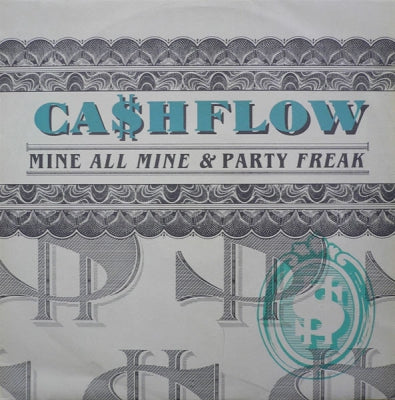 CA$HFLOW
MINE ALL MINE & PARTY FREAK
$